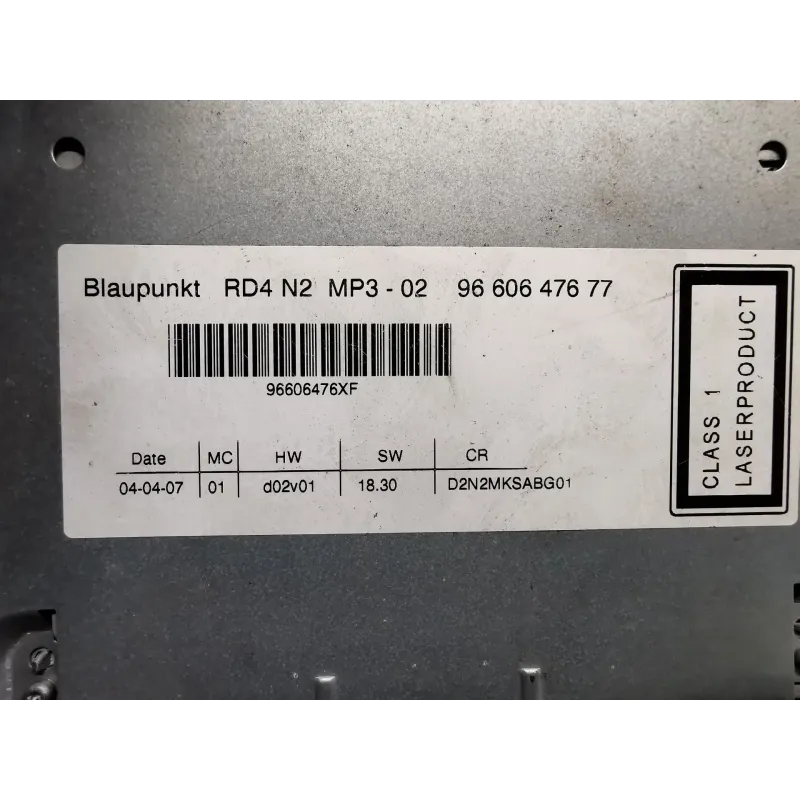 Blaupunkt RD4 N2 MP3 - 02 96 606 476 77
96606476XF
Date MC HW SW CR
04-04-07 01 d02v01 18.30 D2N2MKSABG01
CLASS 1
LASERPRODUCT